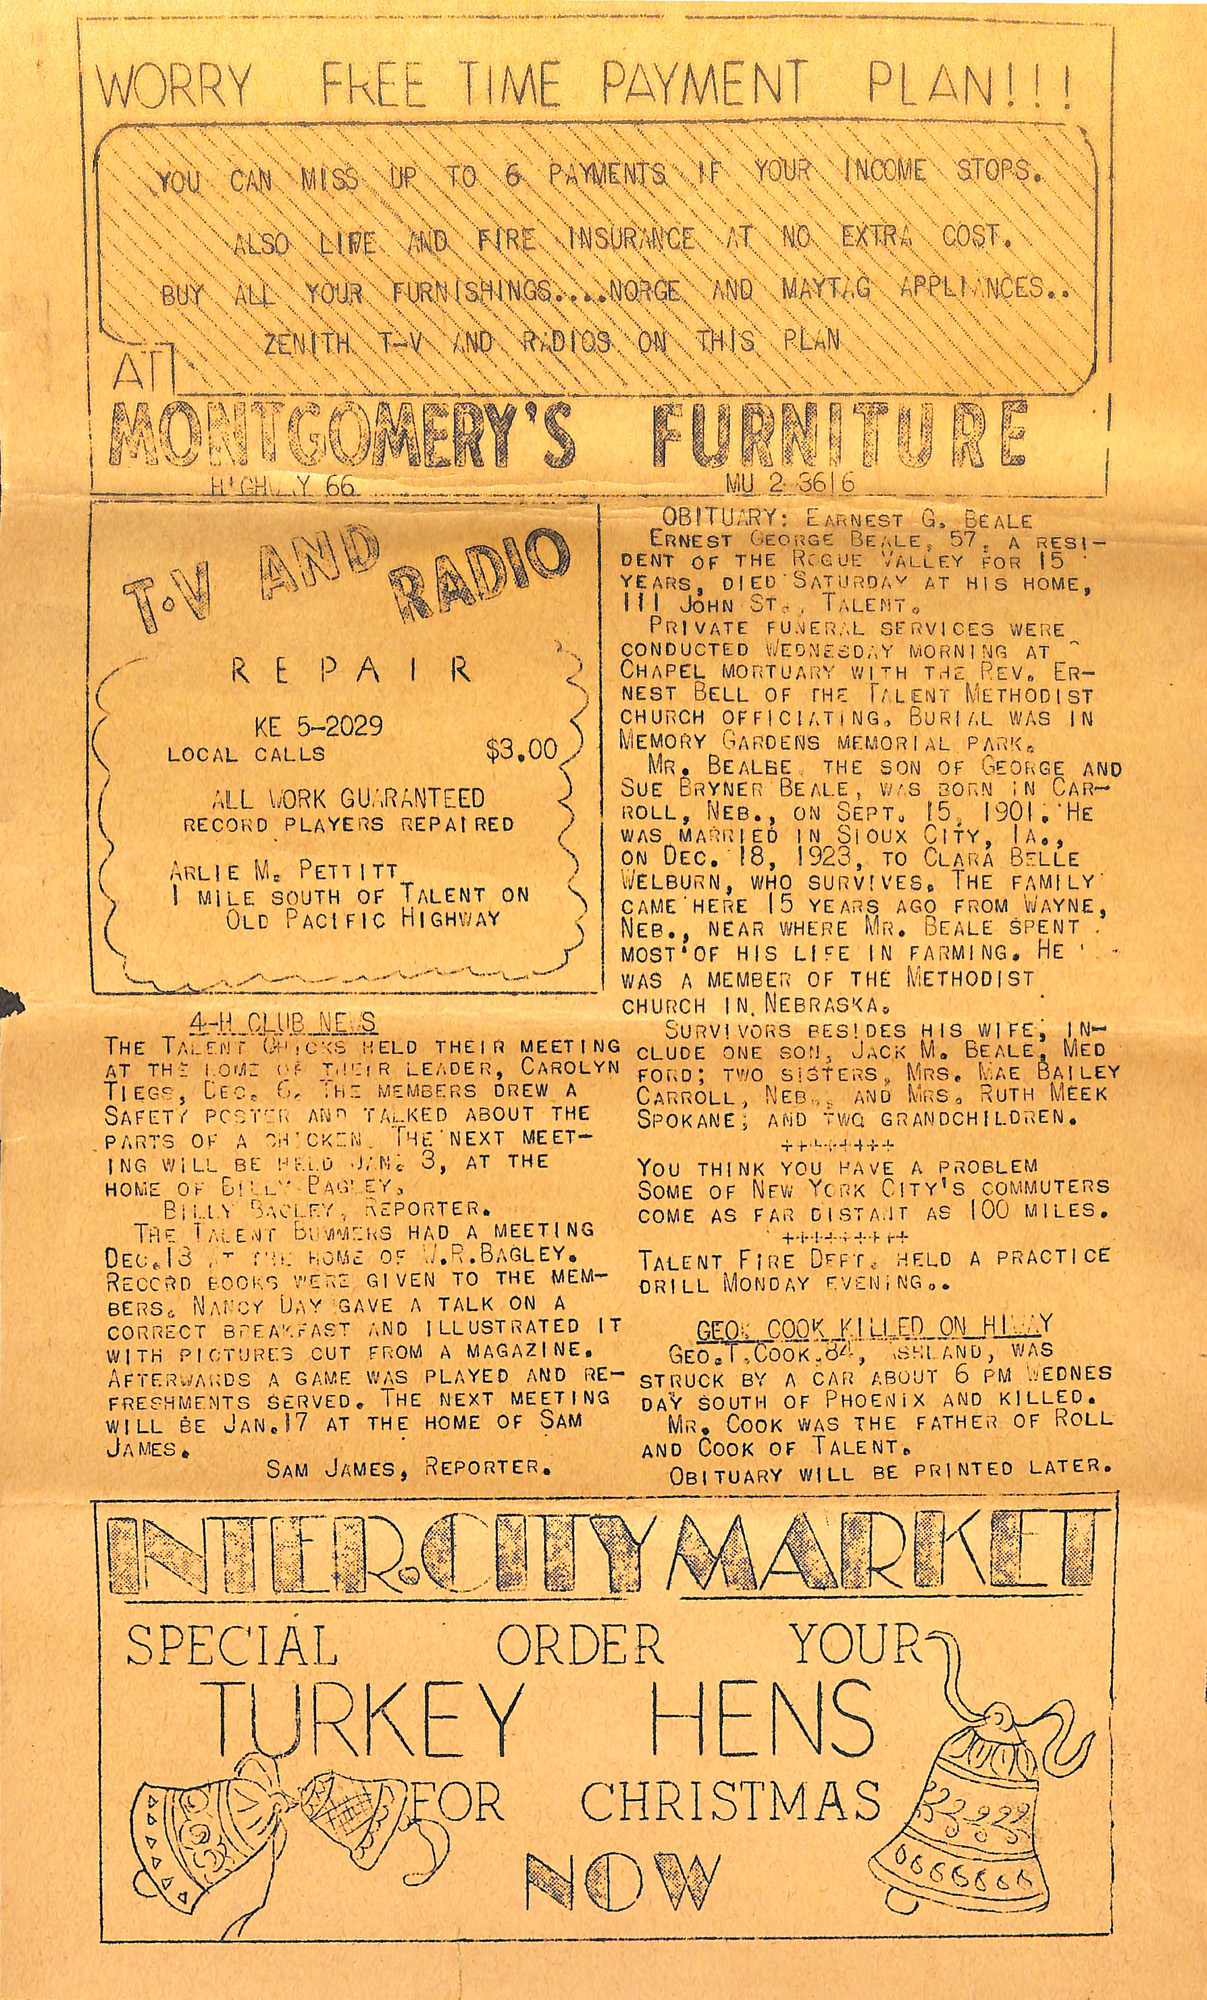 WORRY FREE TIME PAYMENT PLAN!!!
YOU CAN MISS UP TO 6 PAYMENTS IF YOUR INCOME STOPS.
ALSO LIFE AND FIRE INSURANCE AT NO EXTRA COST.
BUY ALL YOUR FURNISHINGS....NORGE AND MAYTAG APPLIANCES..
ZENITH T-V AND RADIOS ON THIS PLAN
AT
MONTGOMERY'S FURNITURE
HIGHWAY 66 MU 2-3616
T.V AND RADIO
REPAIR
KE 5-2029
LOCAL CALLS $3.00
ALL WORK GUARANTEED
RECORD PLAYERS REPAIRED
ARLIE M. PETTITT
1 MILE SOUTH OF TALENT ON
OLD PACIFIC HIGHWAY
4-H CLUB NEWS
THE TALENT CHICKS HELD THEIR MEETING
AT THE HOME OF THEIR LEADER, CAROLYN
TIEGS, DEC. 6. THE MEMBERS DREW A
SAFETY POSTER AND TALKED ABOUT THE
PARTS OF A CHICKEN. THE NEXT MEET-
ING WILL BE HELD JAN. 3, AT THE
HOME OF BILLY BAGLEY.
BILLY BAGLEY, REPORTER.
THE TALENT BUMMERS HAD A MEETING
DEC.13 AT THE HOME OF W.R.BAGLEY.
RECORD BOOKS WERE GIVEN TO THE MEM-
BERS. NANCY DAY GAVE A TALK ON A
CORRECT BREAKFAST AND ILLUSTRATED IT
WITH PICTURES CUT FROM A MAGAZINE.
AFTERWARDS A GAME WAS PLAYED AND RE-
FRESHMENTS SERVED. THE NEXT MEETING
WILL BE JAN.17 AT THE HOME OF SAM
JAMES.
SAM JAMES, REPORTER.
OBITUARY: EARNEST G. BEALE
ERNEST GEORGE BEALE, 57, A RESI-
DENT OF THE ROGUE VALLEY FOR 15
YEARS, DIED SATURDAY AT HIS HOME,
111 JOHN ST., TALENT.
PRIVATE FUNERAL SERVICES WERE
CONDUCTED WEDNESDAY MORNING AT
CHAPEL MORTUARY WITH THE REV. ER-
NEST BELL OF THE TALENT METHODIST
CHURCH OFFICIATING. BURIAL WAS IN
MEMORY GARDENS MEMORIAL PARK.
MR. BEALBE, THE SON OF GEORGE AND
SUE BRYNER BEALE, WAS BORN IN CAR-
ROLL, NEB., ON SEPT. 15, 1901. HE
WAS MARRIED IN SIOUX CITY, IA.,
ON DEC. 18, 1923, TO CLARA BELLE
WELBURN, WHO SURVIVES. THE FAMILY
CAME HERE 15 YEARS AGO FROM WAYNE,
NEB., NEAR WHERE MR. BEALE SPENT
MOST OF HIS LIFE IN FARMING. HE
WAS A MEMBER OF THE METHODIST
CHURCH IN NEBRASKA.
SURVIVORS BESIDES HIS WIFE, IN-
CLUDE ONE SON, JACK M. BEALE, MED
FORD; TWO SISTERS, MRS. MAE BAILEY
CARROLL, NEB., AND MRS. RUTH MEEK
SPOKANE; AND TWO GRANDCHILDREN.
++++++++
YOU THINK YOU HAVE A PROBLEM
SOME OF NEW YORK CITY'S COMMUTERS
COME AS FAR DISTANT AS 100 MILES.
+++++++++
TALENT FIRE DEPT. HELD A PRACTICE
DRILL MONDAY EVENING..
GEO. COOK KILLED ON HIWAY
GEO.T.COOK,84, ASHLAND, WAS
STRUCK BY A CAR ABOUT 6 PM WEDNES
DAY SOUTH OF PHOENIX AND KILLED.
MR. COOK WAS THE FATHER OF ROLL
AND COOK OF TALENT.
OBITUARY WILL BE PRINTED LATER.
INTER.CITY MARKET
SPECIAL ORDER YOUR
TURKEY HENS
FOR CHRISTMAS
NOW